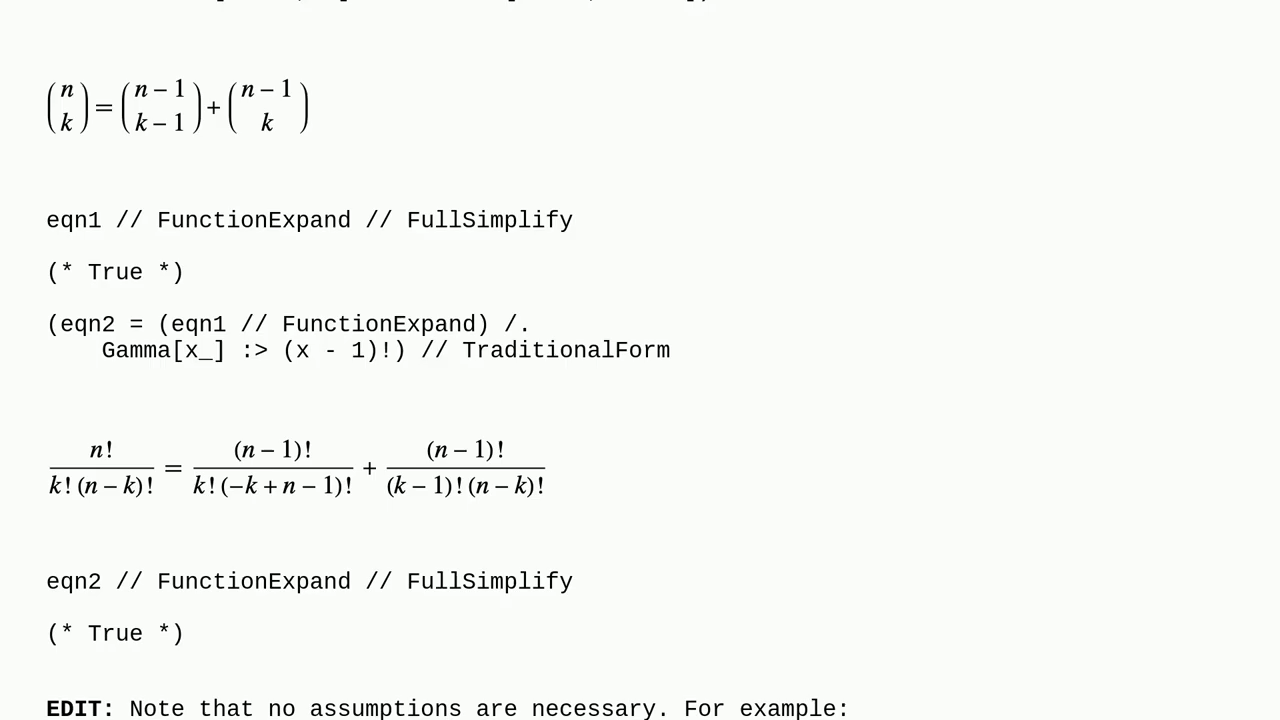 (n k) = (n − 1 k − 1) + (n − 1 k)
eqn1 // FunctionExpand // FullSimplify
(* True *)
(eqn2 = (eqn1 // FunctionExpand) /.
Gamma[x_] :> (x - 1)!) // TraditionalForm
n! / k! (n − k)! = (n − 1)! / k! (−k + n − 1)! + (n − 1)! / (k − 1)! (n − k)!
eqn2 // FunctionExpand // FullSimplify
(* True *)
EDIT: Note that no assumptions are necessary. For example: